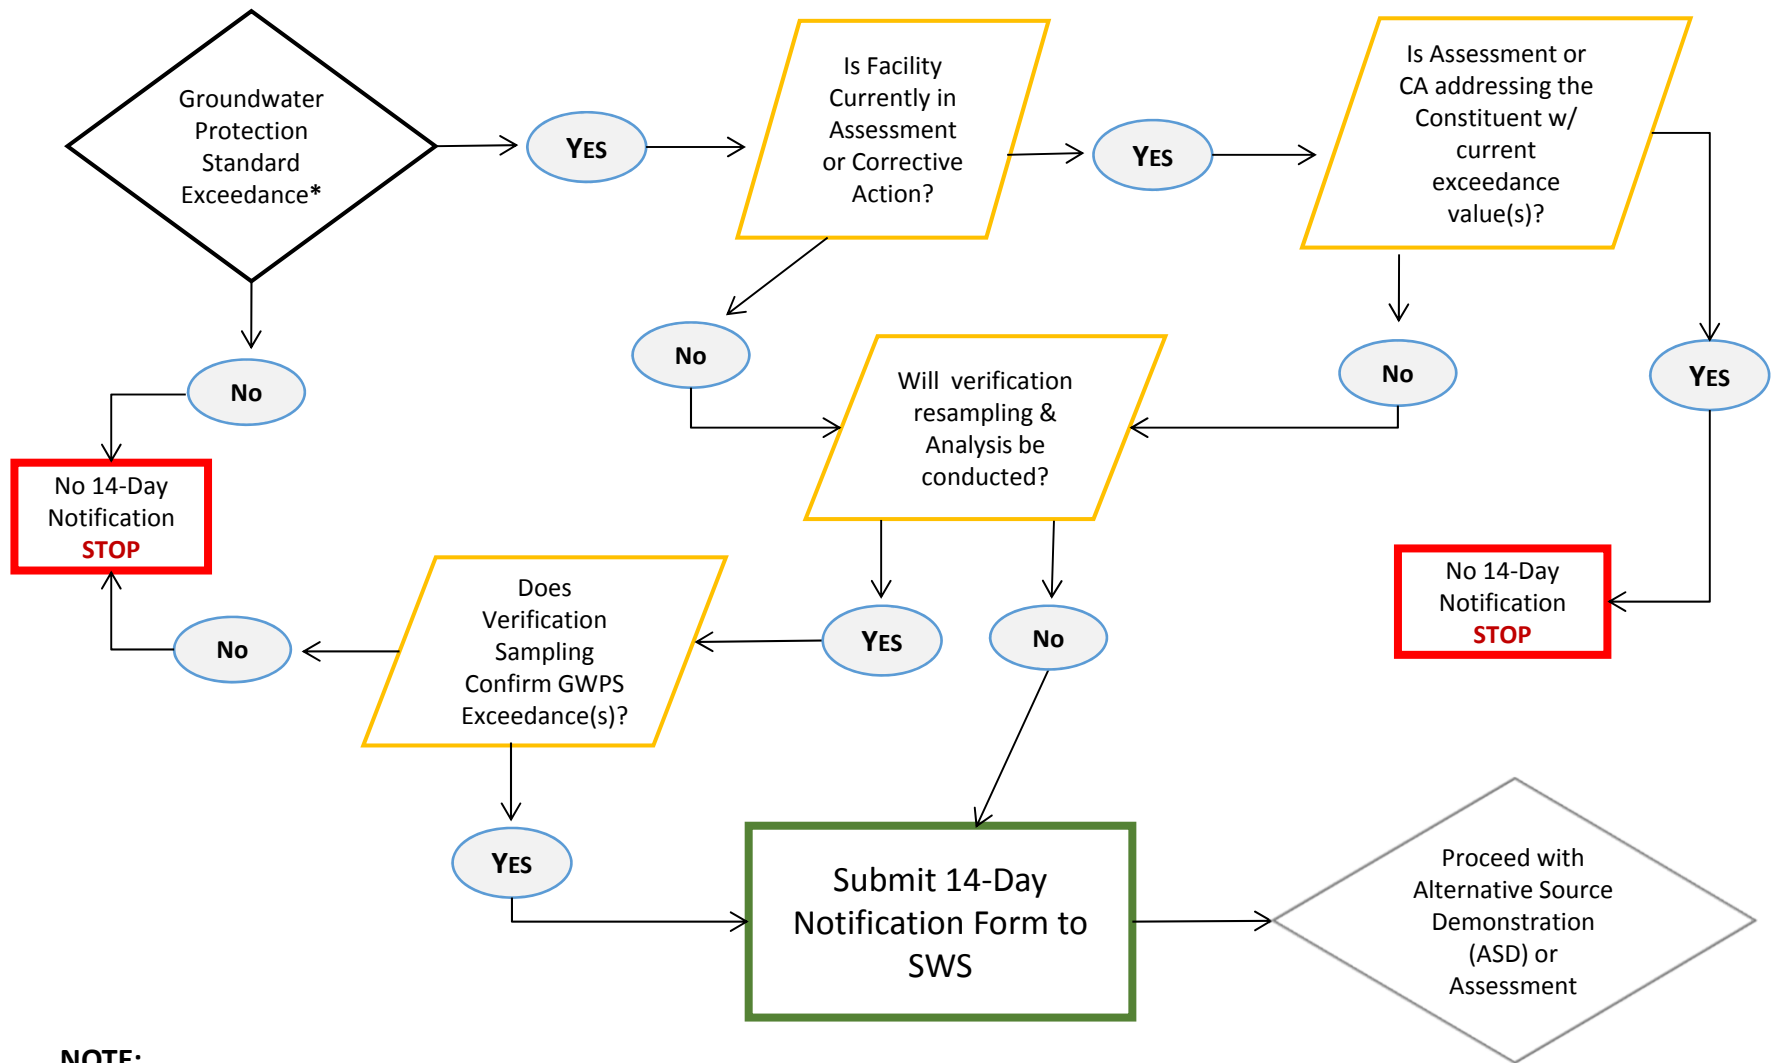 Groundwater
Protection
Standard
Exceedance*
YES
Is Facility
Currently in
Assessment
or Corrective
Action?
YES
Is Assessment or
CA addressing the
Constituent w/
current
exceedance
value(s)?
No
No
Will verification
resampling &
Analysis be
conducted?
No
YES
No
No 14-Day
Notification
STOP
No 14-Day
Notification
STOP
Does
Verification
Sampling
Confirm GWPS
Exceedance(s)?
YES
No
No
YES
Submit 14-Day
Notification Form to
SWS
Proceed with
Alternative Source
Demonstration
(ASD) or
Assessment
NOTE: